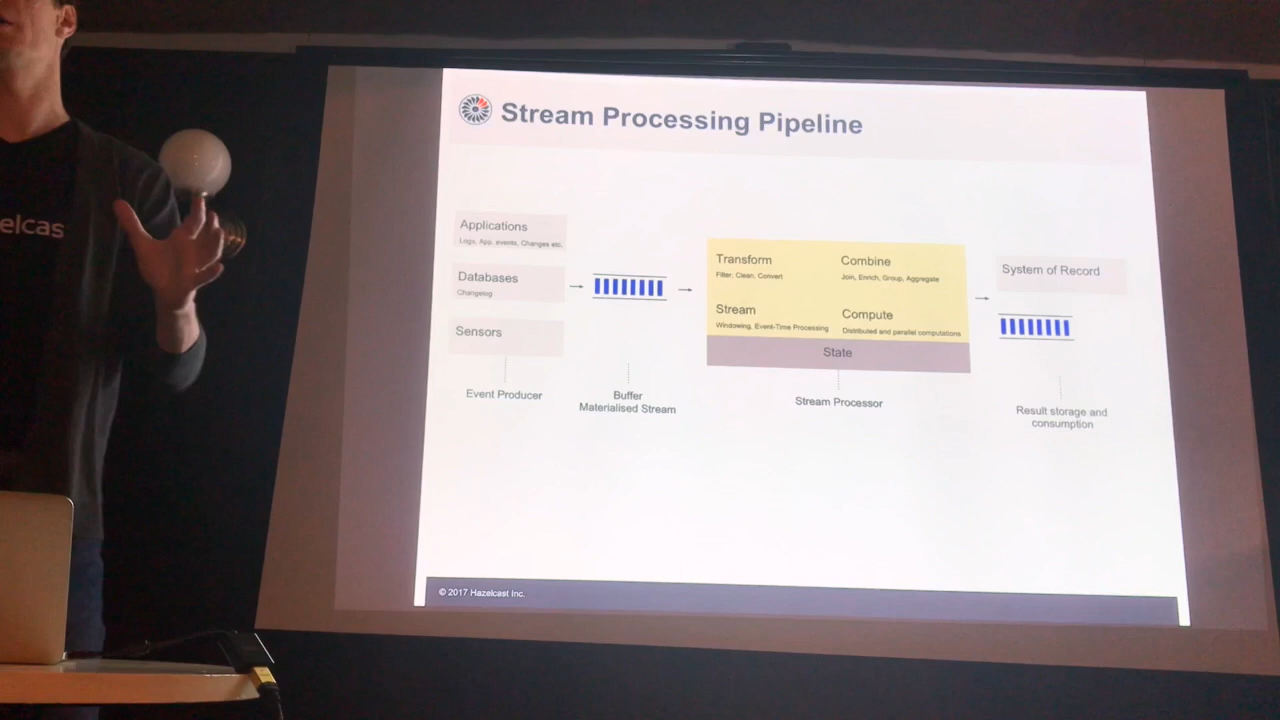 elcas
Stream Processing Pipeline
Applications
Logs, App. events, Changes etc.
Databases
Changelog
Sensors
Event Producer
Buffer
Materialised Stream
Transform
Filter, Clean, Convert
Combine
Join, Enrich, Group, Aggregate
Stream
Windowing, Event-Time Processing
Compute
Distributed and parallel computations
State
Stream Processor
System of Record
Result storage and
consumption
© 2017 Hazelcast Inc.